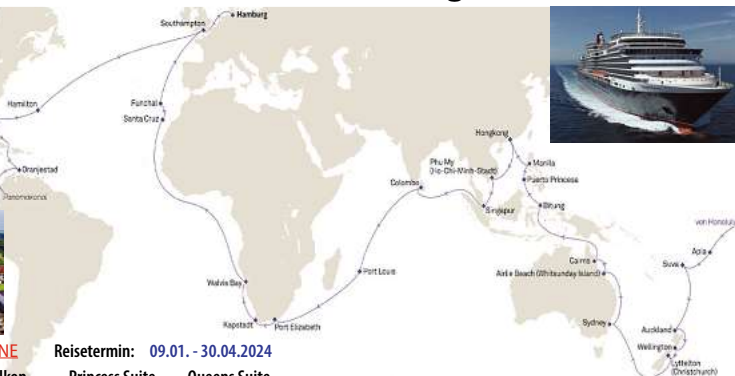 Hamburg
Southampton
Hamilton
Funchal
Santa Cruz
Hongkong
Oranjestad
Panamakanal
Phu My
(Ho-Chi-Minh-Stadt)
Manila
Puerto Princesa
Colombo
Singapur
Bitung
von Honolulu
Apia
Suva
Cairns
Airlie Beach (Whitsunday Island)
Walvis Bay
Port Louis
Kapstadt
Port Elizabeth
Sydney
Auckland
Wellington
Lyttelton
(Christchurch)
NE Reisetermin: 09.01. - 30.04.2024
Princess Suite Queens Suite